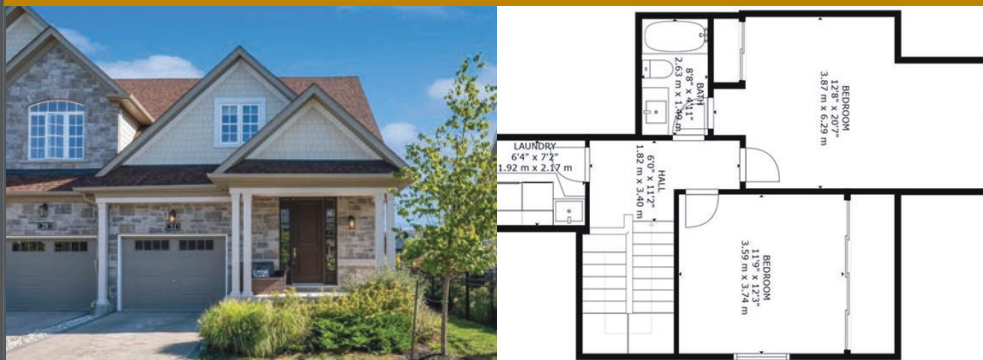 BATH
8'8" x 4'11"
BEDROOM
12'8" x 20'7"
3.87 m x 6.29 m
LAUNDRY
6'4" x 7'2"
1.92 m x 2.17 m
HALL
6'0" x 11'2"
1.82 m x 3.40 m
BEDROOM
11'9" x 12'3"
3.59 m x 3.74 m